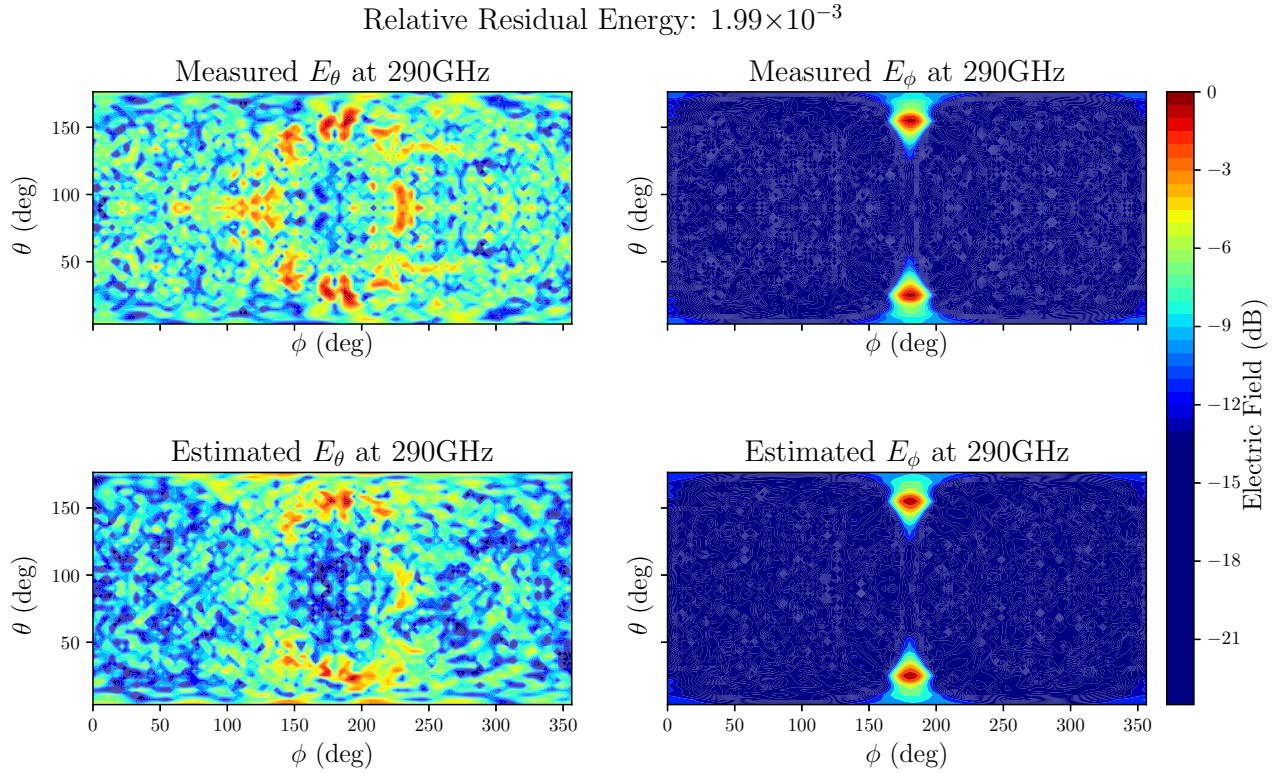 Relative Residual Energy: 1.99×10⁻³
Measured E_θ at 290GHz
Measured E_ϕ at 290GHz
θ (deg)
150
100
50
ϕ (deg)
θ (deg)
ϕ (deg)
Estimated E_θ at 290GHz
Estimated E_ϕ at 290GHz
θ (deg)
150
100
50
0 50 100 150 200 250 300 350
ϕ (deg)
θ (deg)
0 50 100 150 200 250 300 350
ϕ (deg)
0
−3
−6
−9
−12
−15
−18
−21
Electric Field (dB)